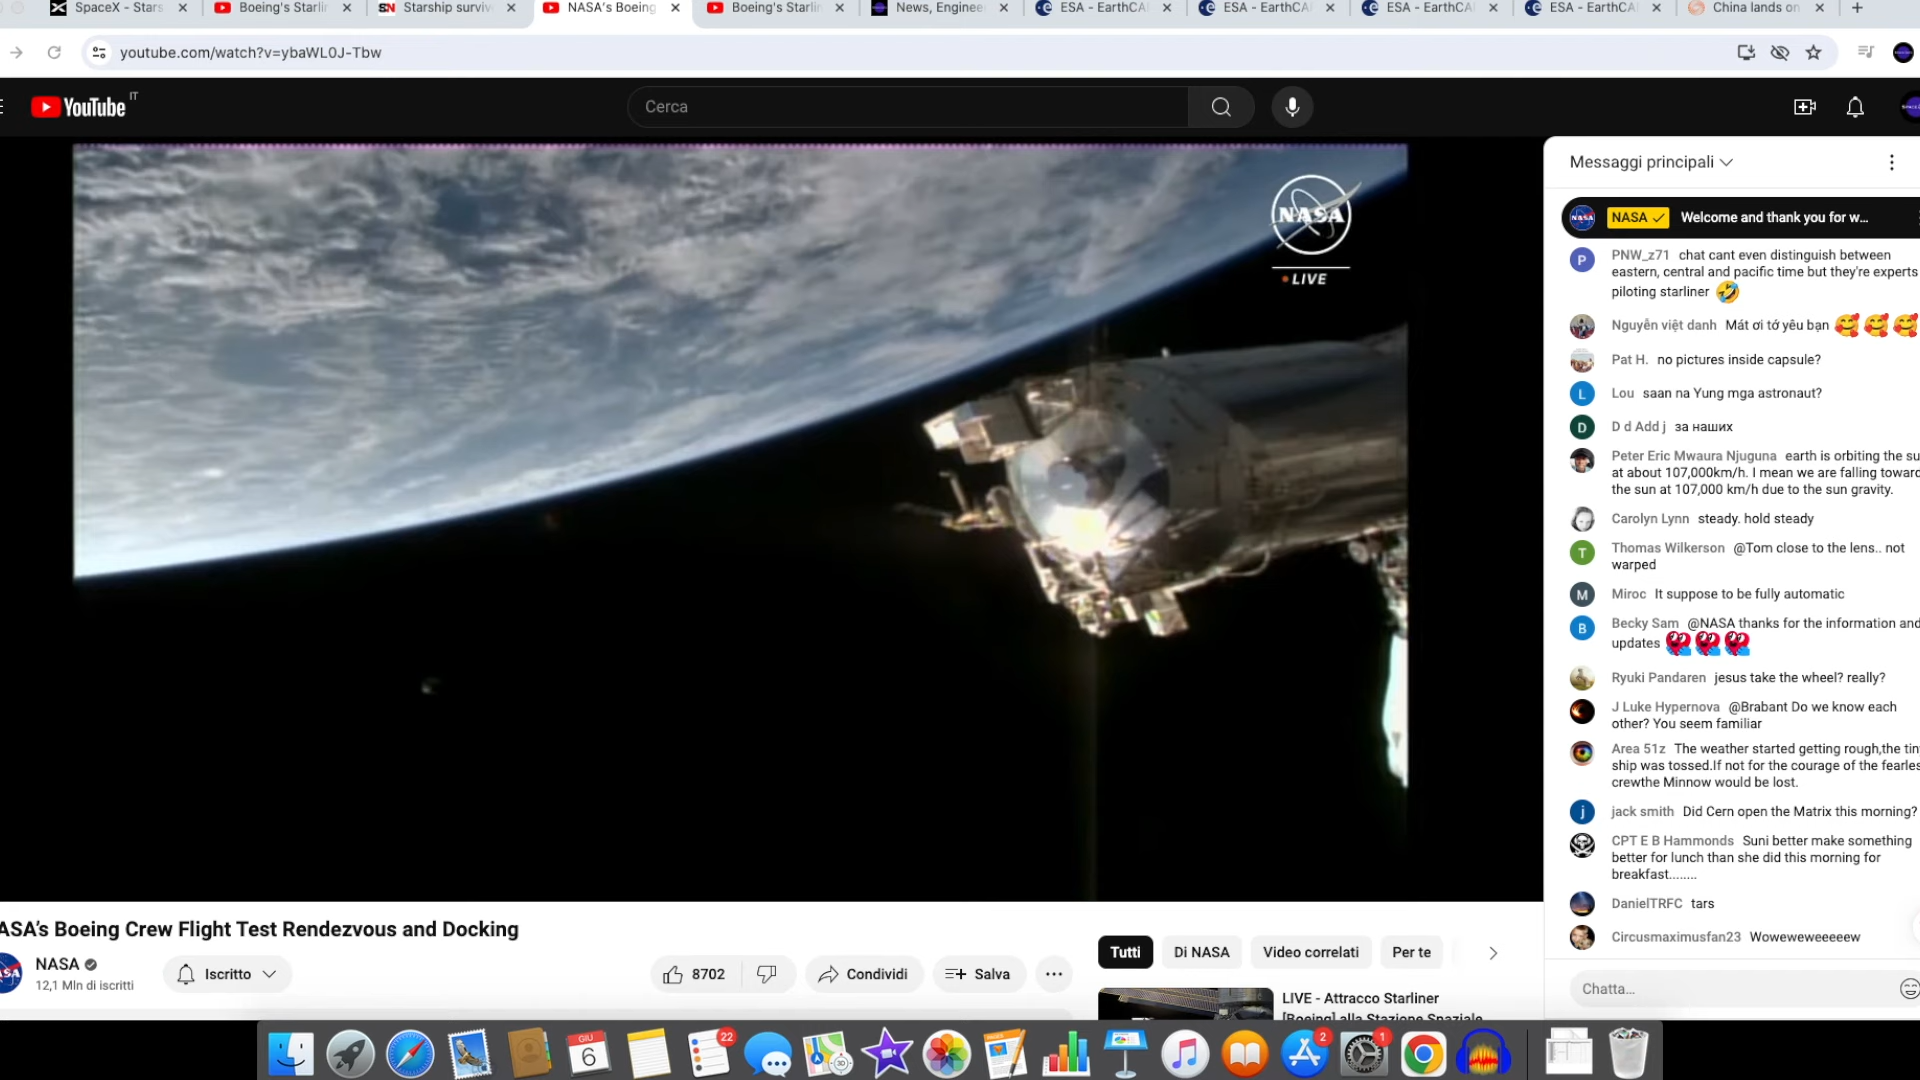 SpaceX - Stars
Boeing's Starlin
SN Starship surviv
NASA's Boeing
Boeing's Starlin
News, Enginee
ESA - EarthCA
ESA - EarthCA
ESA - EarthCA
ESA - EarthCA
China lands on
youtube.com/watch?v=ybaWL0J-Tbw
YouTube IT
Cerca
NASA
LIVE
Messaggi principali
NASA Welcome and thank you for w...
P PNW_z71 chat cant even distinguish between
eastern, central and pacific time but they're experts
piloting starliner
Nguyễn việt danh Mát ơi tớ yêu bạn
Pat H. no pictures inside capsule?
L Lou saan na Yung mga astronaut?
D D d Add j за наших
Peter Eric Mwaura Njuguna earth is orbiting the su
at about 107,000km/h. I mean we are falling toward
the sun at 107,000 km/h due to the sun gravity.
Carolyn Lynn steady. hold steady
T Thomas Wilkerson @Tom close to the lens.. not
warped
M Miroc It suppose to be fully automatic
B Becky Sam @NASA thanks for the information and
updates
Ryuki Pandaren jesus take the wheel? really?
J Luke Hypernova @Brabant Do we know each
other? You seem familiar
Area 51z The weather started getting rough,the tin
ship was tossed.If not for the courage of the fearles
crewthe Minnow would be lost.
j jack smith Did Cern open the Matrix this morning?
CPT E B Hammonds Suni better make something
better for lunch than she did this morning for
breakfast........
DanielTRFC tars
Circusmaximusfan23 Woweweweeeeew
Chatta...
ASA's Boeing Crew Flight Test Rendezvous and Docking
NASA
12,1 Mln di iscritti
Iscritto
8702
Condividi
Salva
Tutti
Di NASA
Video correlati
Per te
LIVE - Attracco Starliner
[Boeing] alla Stazione Spaziale
GIU
6
22
3D
2
1